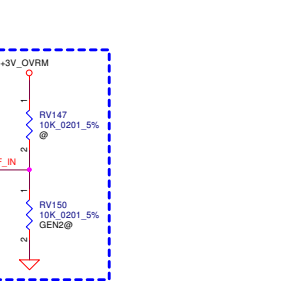 +3V_OVRM
1
RV147
10K_0201_5%
@
2
F_IN
1
RV150
10K_0201_5%
GEN2@
2